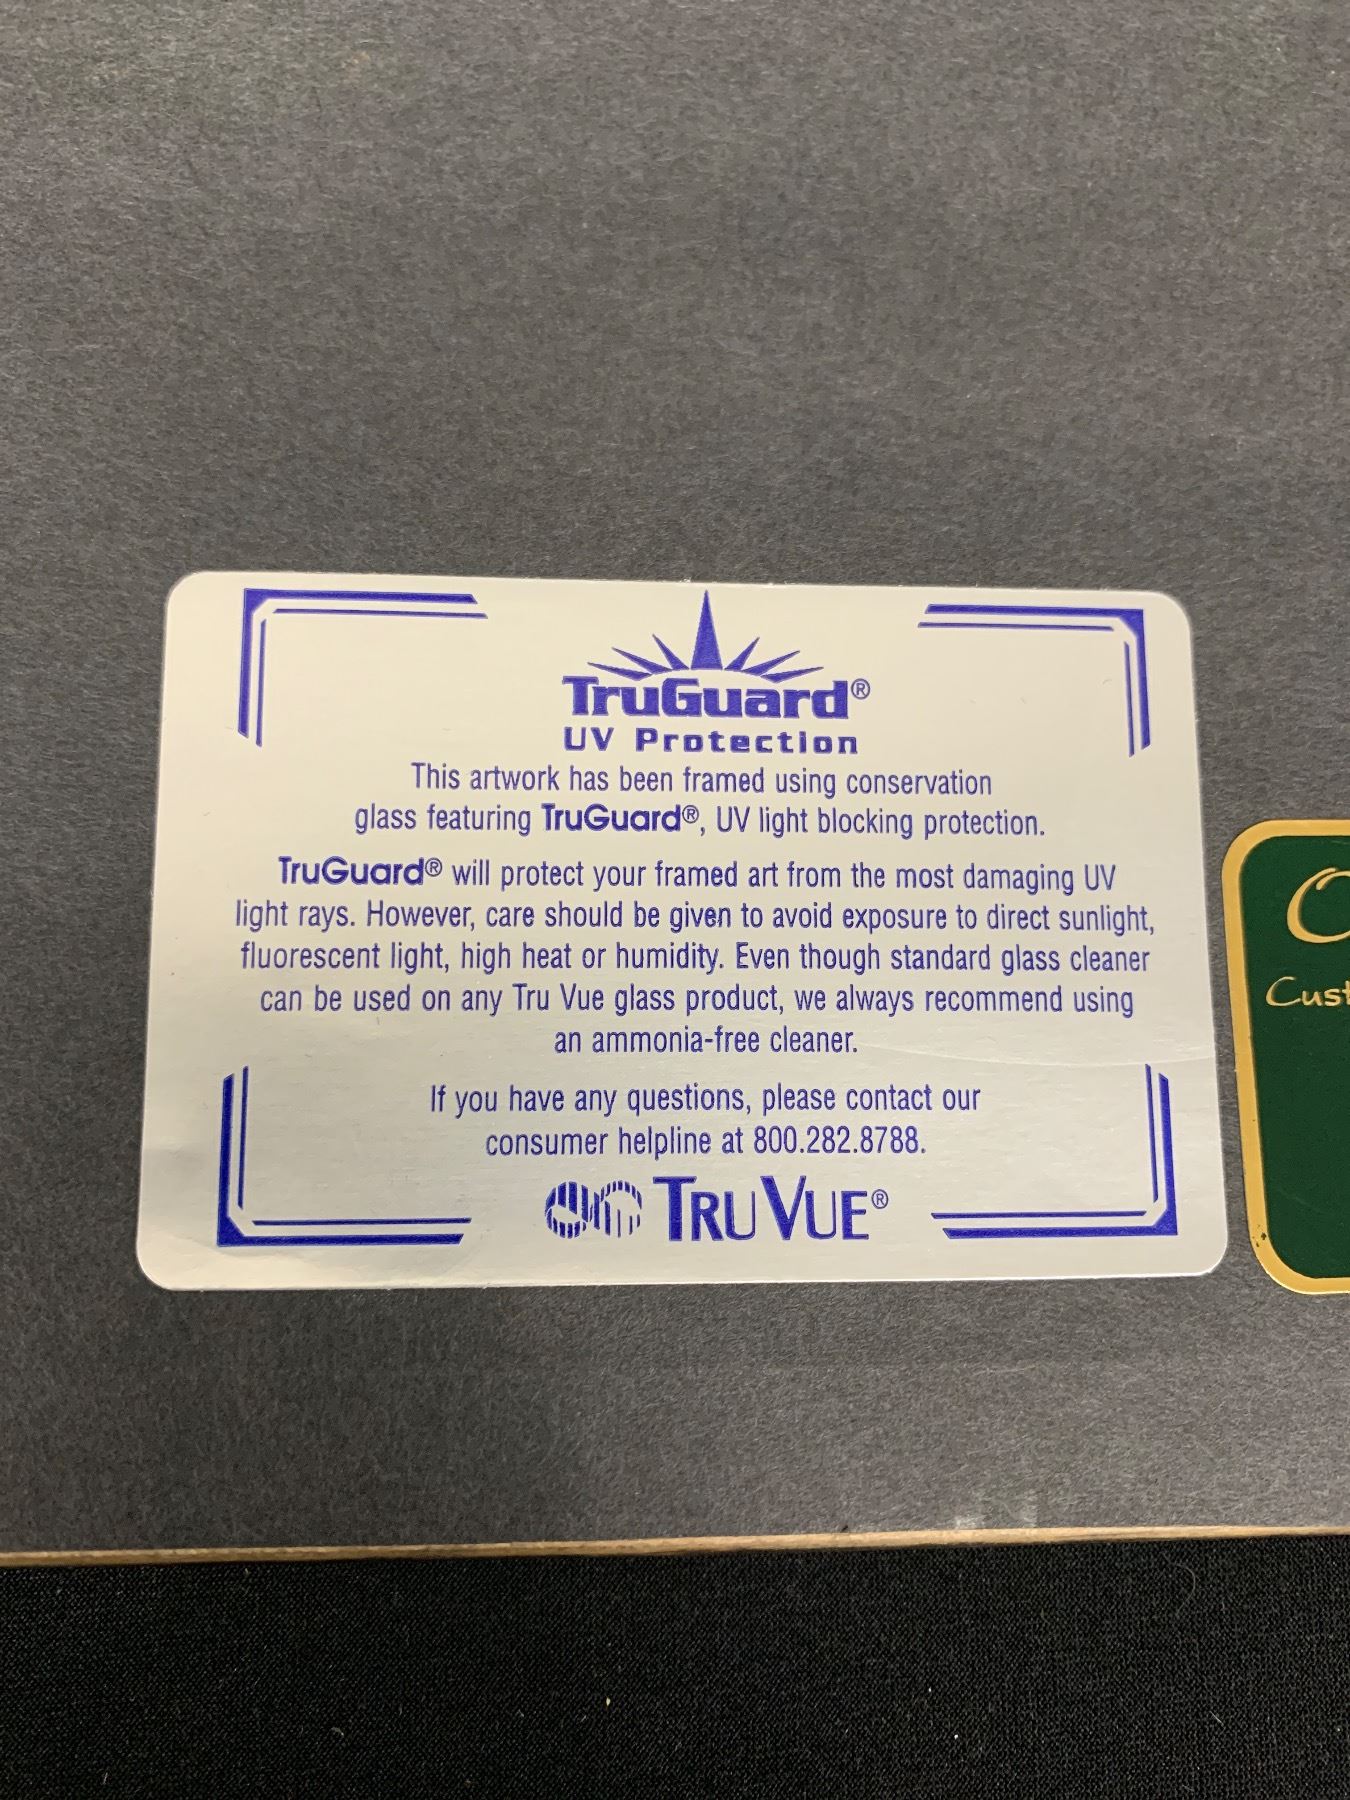 TruGuard®
UV Protection
This artwork has been framed using conservation
glass featuring TruGuard®, UV light blocking protection.
TruGuard® will protect your framed art from the most damaging UV
light rays. However, care should be given to avoid exposure to direct sunlight,
fluorescent light, high heat or humidity. Even though standard glass cleaner
can be used on any Tru Vue glass product, we always recommend using
an ammonia-free cleaner.
If you have any questions, please contact our
consumer helpline at 800.282.8788.
TRU VUE®